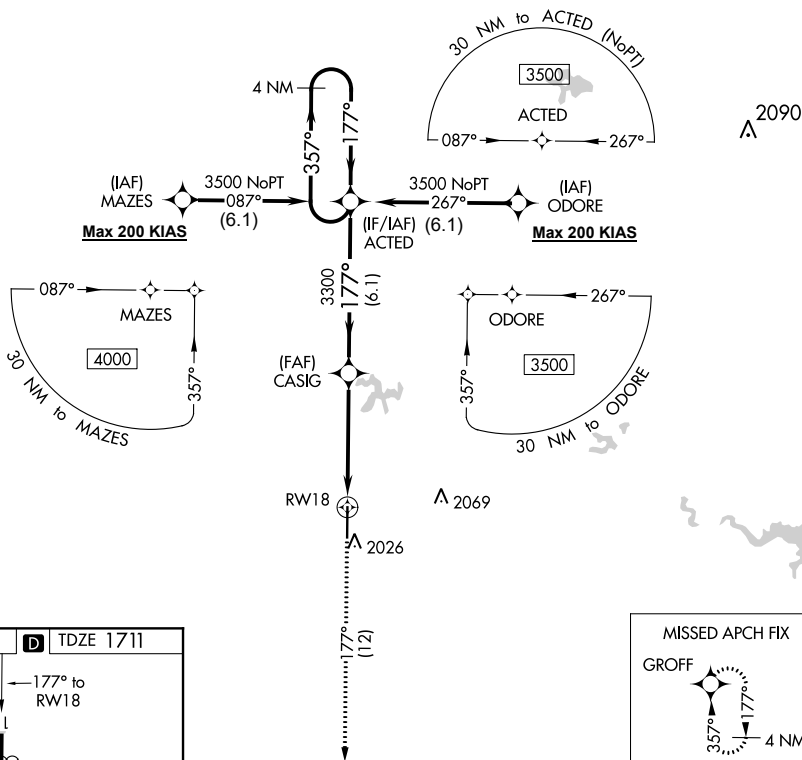 30 NM to ACTED (NoPT)
3500
ACTED
087°
267°
2090
4 NM
357°
177°
(IAF)
MAZES
Max 200 KIAS
3500 NoPT
087°
(6.1)
(IF/IAF)
ACTED
3500 NoPT
267°
(6.1)
(IAF)
ODORE
Max 200 KIAS
3300
177°
(6.1)
087°
MAZES
4000
357°
30 NM to MAZES
ODORE
267°
3500
357°
30 NM to ODORE
(FAF)
CASIG
RW18
2069
2026
177°
(12)
D TDZE 1711
177° to
RW18
MISSED APCH FIX
GROFF
357°
177°
4 NM